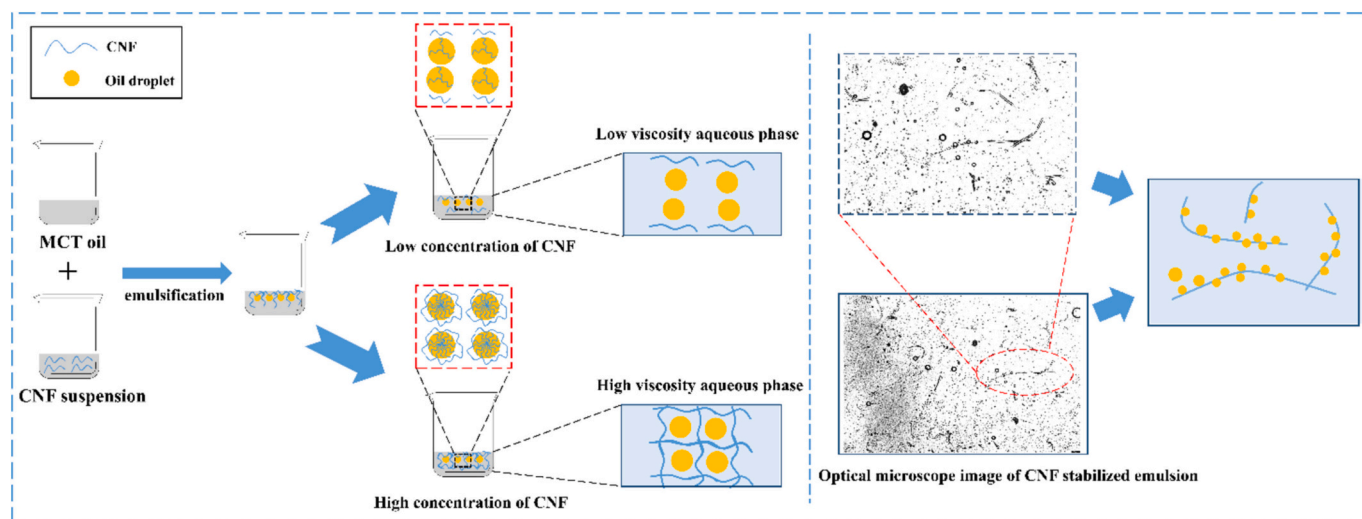 CNF
Oil droplet
MCT oil
+
CNF suspension
emulsification
Low concentration of CNF
Low viscosity aqueous phase
High concentration of CNF
High viscosity aqueous phase
C
Optical microscope image of CNF stabilized emulsion